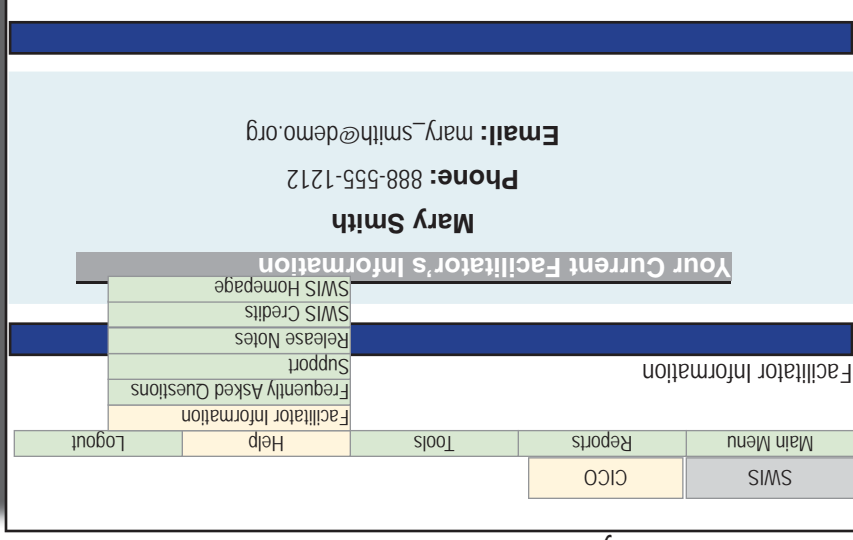 SWIS CICO
Main Menu Reports Tools Help Logout
Facilitator Information
Frequently Asked Questions
Support
Release Notes
SWIS Credits
SWIS Homepage
Facilitator Information
Your Current Facilitator's Information
Mary Smith
Phone: 888-555-1212
Email: mary_smith@demo.org